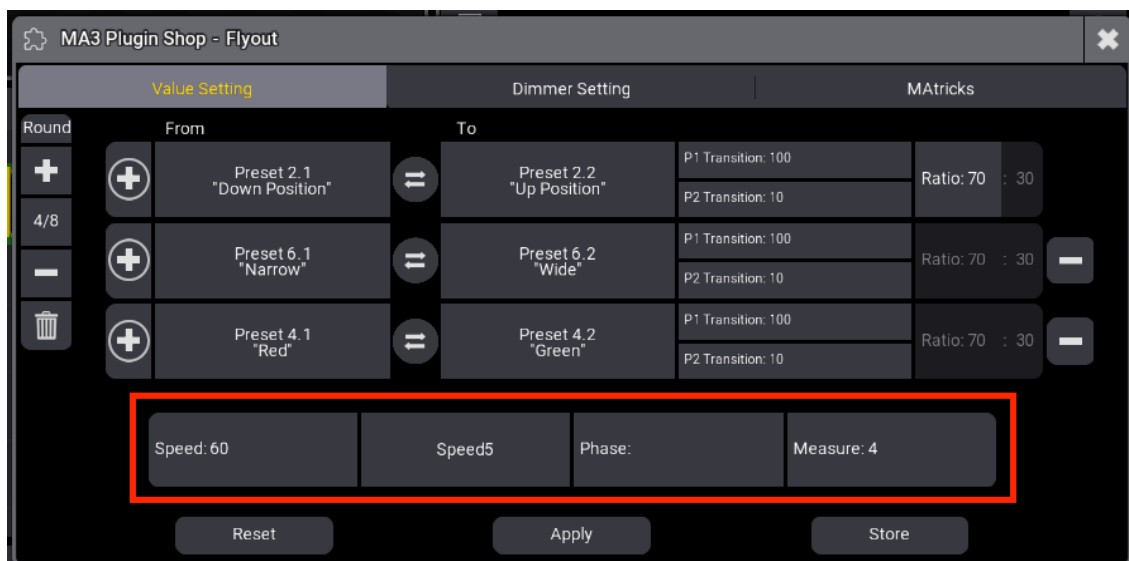 MA3 Plugin Shop - Flyout
Value Setting
Dimmer Setting
MAtricks
Round
From
To
4/8
Preset 2.1
"Down Position"
Preset 2.2
"Up Position"
P1 Transition: 100
P2 Transition: 10
Ratio: 70 : 30
Preset 6.1
"Narrow"
Preset 6.2
"Wide"
P1 Transition: 100
P2 Transition: 10
Ratio: 70 : 30
Preset 4.1
"Red"
Preset 4.2
"Green"
P1 Transition: 100
P2 Transition: 10
Ratio: 70 : 30
Speed: 60
Speed5
Phase:
Measure: 4
Reset
Apply
Store